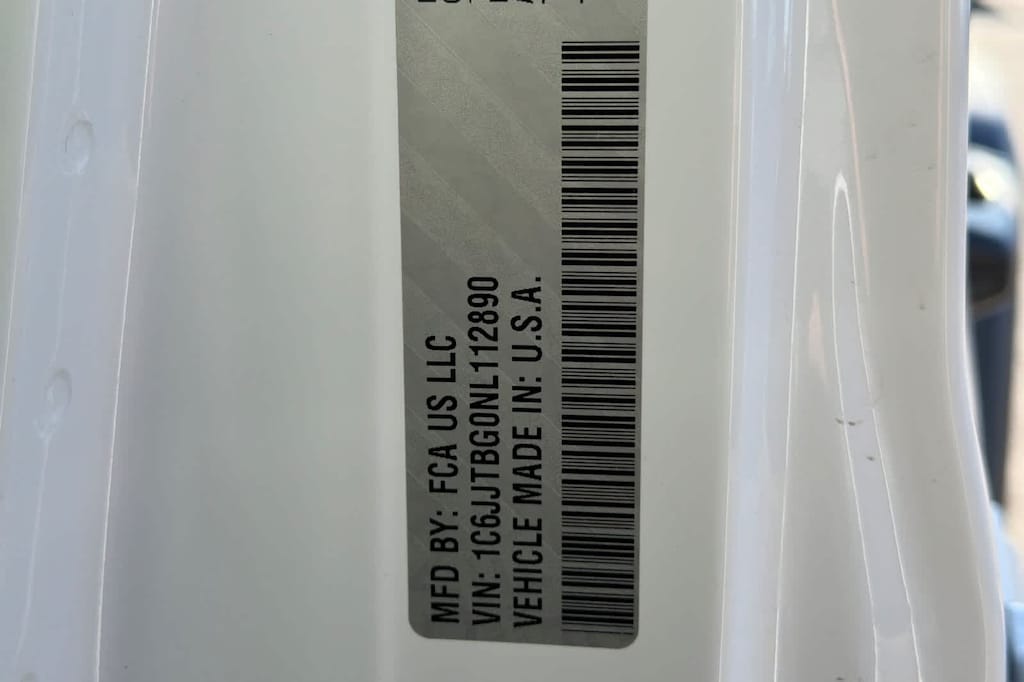 MFD BY: FCA US LLC
VIN: 1C6JJTBG0NL112890
VEHICLE MADE IN: U.S.A.